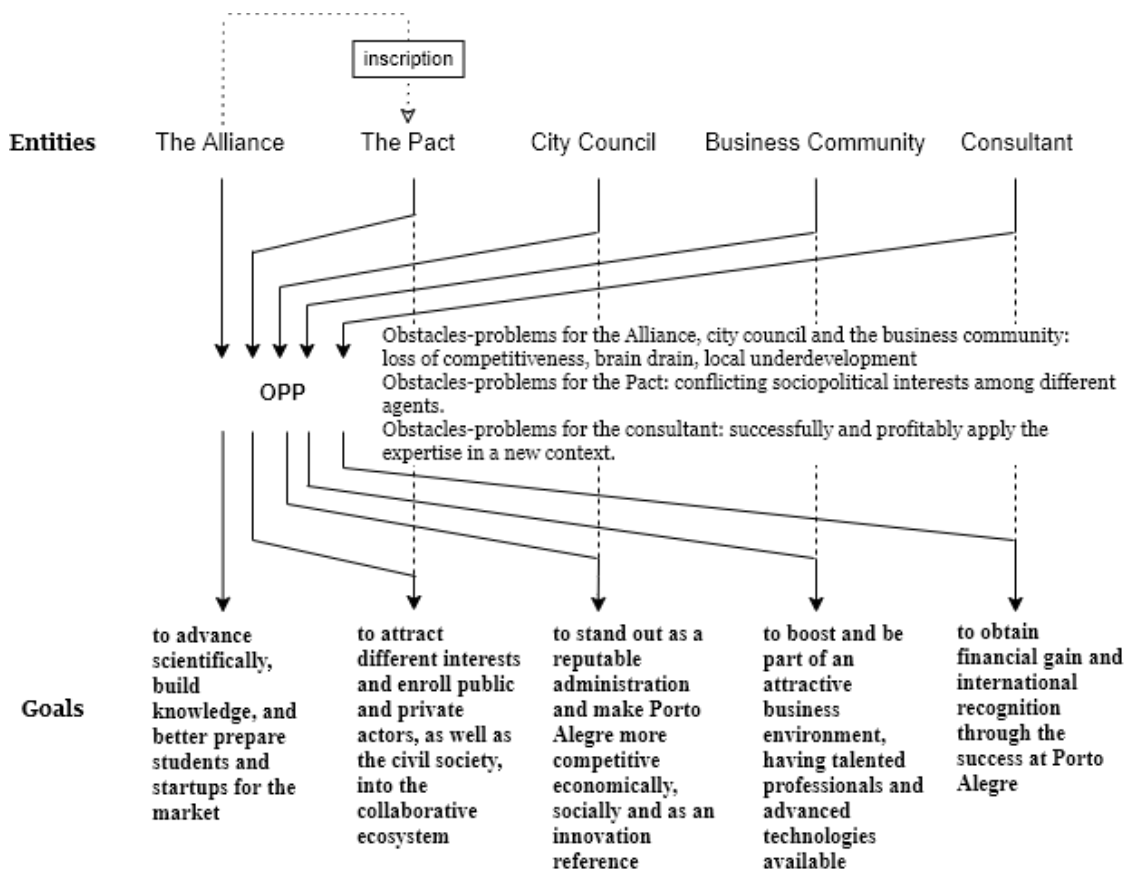 inscription
Entities
The Alliance
The Pact
City Council
Business Community
Consultant
Obstacles-problems for the Alliance, city council and the business community:
loss of competitiveness, brain drain, local underdevelopment
Obstacles-problems for the Pact: conflicting sociopolitical interests among different
agents.
Obstacles-problems for the consultant: successfully and profitably apply the
expertise in a new context.
OPP
Goals
to advance
scientifically,
build
knowledge, and
better prepare
students and
startups for the
market
to attract
different interests
and enroll public
and private
actors, as well as
the civil society,
into the
collaborative
ecosystem
to stand out as a
reputable
administration
and make Porto
Alegre more
competitive
economically,
socially and as an
innovation
reference
to boost and be
part of an
attractive
business
environment,
having talented
professionals and
advanced
technologies
available
to obtain
financial gain and
international
recognition
through the
success at Porto
Alegre